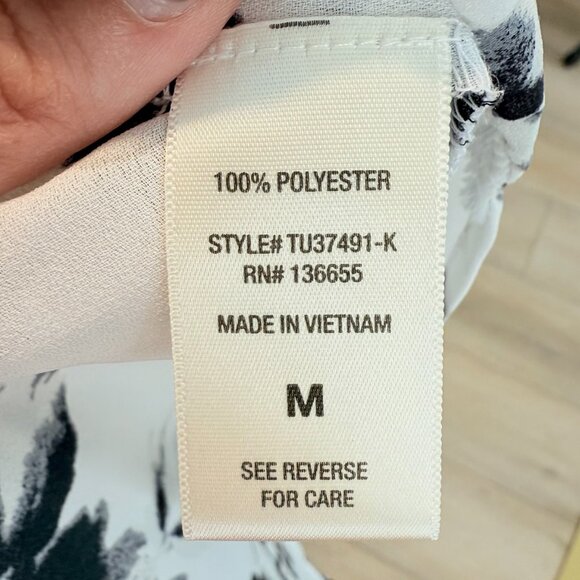 100% POLYESTER
STYLE# TU37491-K
RN# 136655
MADE IN VIETNAM
M
SEE REVERSE
FOR CARE